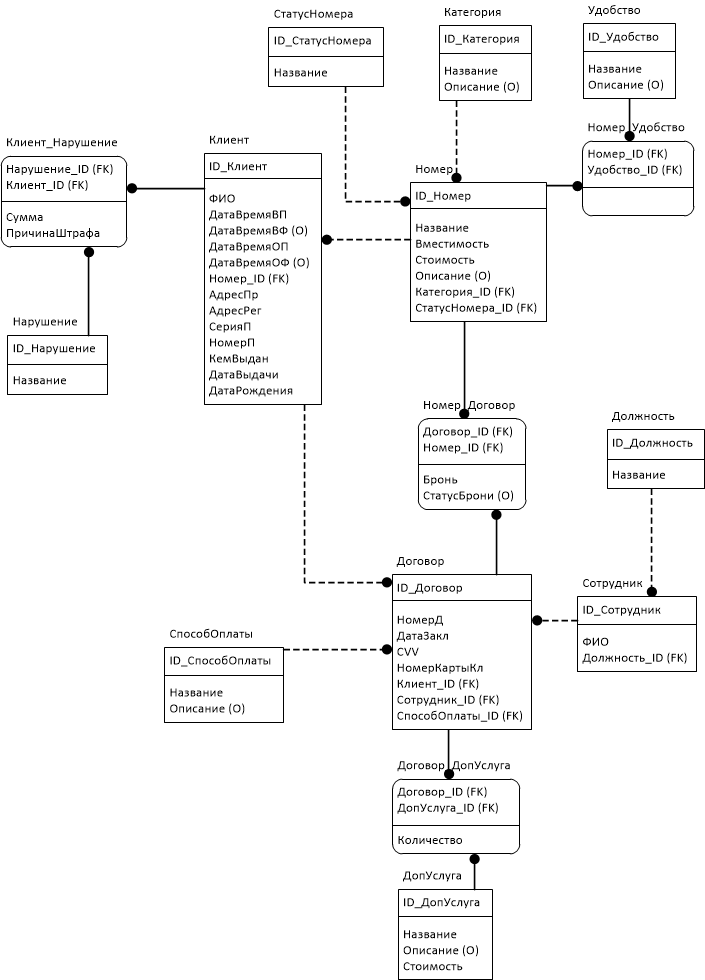 СтатусНомера
ID_СтатусНомера
Название
Категория
ID_Категория
Название
Описание (О)
Удобство
ID_Удобство
Название
Описание (О)
Клиент_Нарушение
Нарушение_ID (FK)
Клиент_ID (FK)
Сумма
ПричинаШтрафа
Клиент
ID_Клиент
ФИО
ДатаВремяВП
ДатаВремяВФ (О)
ДатаВремяОП
ДатаВремяОФ (О)
Номер_ID (FK)
АдресПр
АдресРег
СерияП
НомерП
КемВыдан
ДатаВыдачи
ДатаРождения
Номер
ID_Номер
Название
Вместимость
Стоимость
Описание (О)
Категория_ID (FK)
СтатусНомера_ID (FK)
Номер_Удобство
Номер_ID (FK)
Удобство_ID (FK)
Нарушение
ID_Нарушение
Название
Номер_Договор
Договор_ID (FK)
Номер_ID (FK)
Бронь
СтатусБрони (О)
Должность
ID_Должность
Название
Договор
ID_Договор
НомерД
ДатаЗакл
CVV
НомерКартыКл
Клиент_ID (FK)
Сотрудник_ID (FK)
СпособОплаты_ID (FK)
Сотрудник
ID_Сотрудник
ФИО
Должность_ID (FK)
СпособОплаты
ID_СпособОплаты
Название
Описание (О)
Договор_ДопУслуга
Договор_ID (FK)
ДопУслуга_ID (FK)
Количество
ДопУслуга
ID_ДопУслуга
Название
Описание (О)
Стоимость